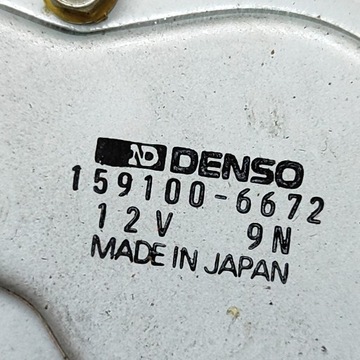 ND DENSO
159100-6672
12V 9N
MADE IN JAPAN